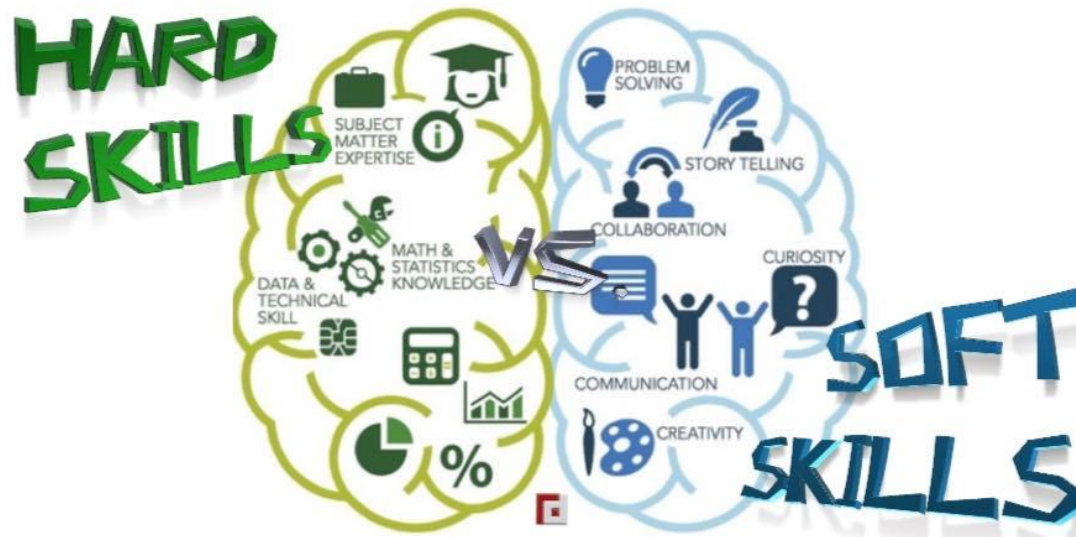 HARD
SKILLS
SUBJECT
MATTER
EXPERTISE
i
MATH &
STATISTICS
KNOWLEDGE
DATA &
TECHNICAL
SKILL
%
VS.
PROBLEM
SOLVING
STORY TELLING
COLLABORATION
CURIOSITY
?
COMMUNICATION
CREATIVITY
SOFT
SKILLS